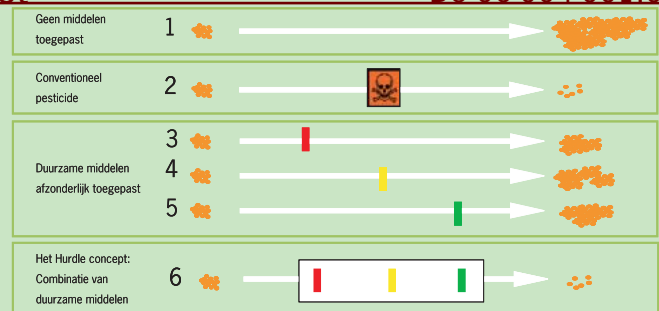 Geen middelen
toegepast
1
Conventioneel
pesticide
2
3
Duurzame middelen
afzonderlijk toegepast
4
5
Het Hurdle concept:
Combinatie van
duurzame middelen
6